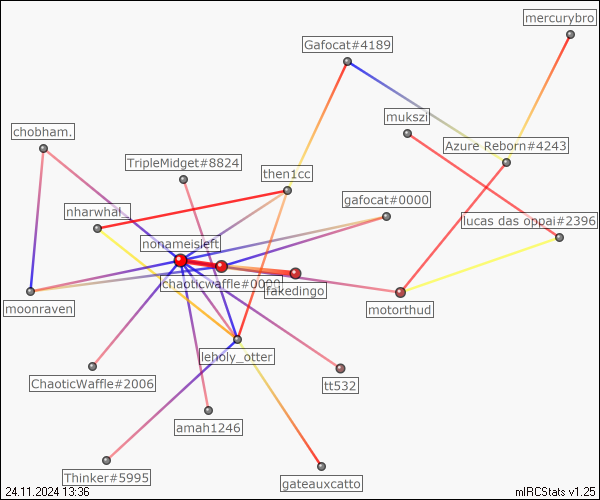 mercurybro
Gafocat#4189
mukszi
chobham.
Azure Reborn#4243
TripleMidget#8824
then1cc
gafocat#0000
nharwhal_
lucas das oppai#2396
nonameisleft
chaoticwaffle#0000
fakedingo
moonraven
motorthud
leholy_otter
ChaoticWaffle#2006
tt532
amah1246
Thinker#5995
gateauxcatto
24.11.2024 13:36
mIRCStats v1.25